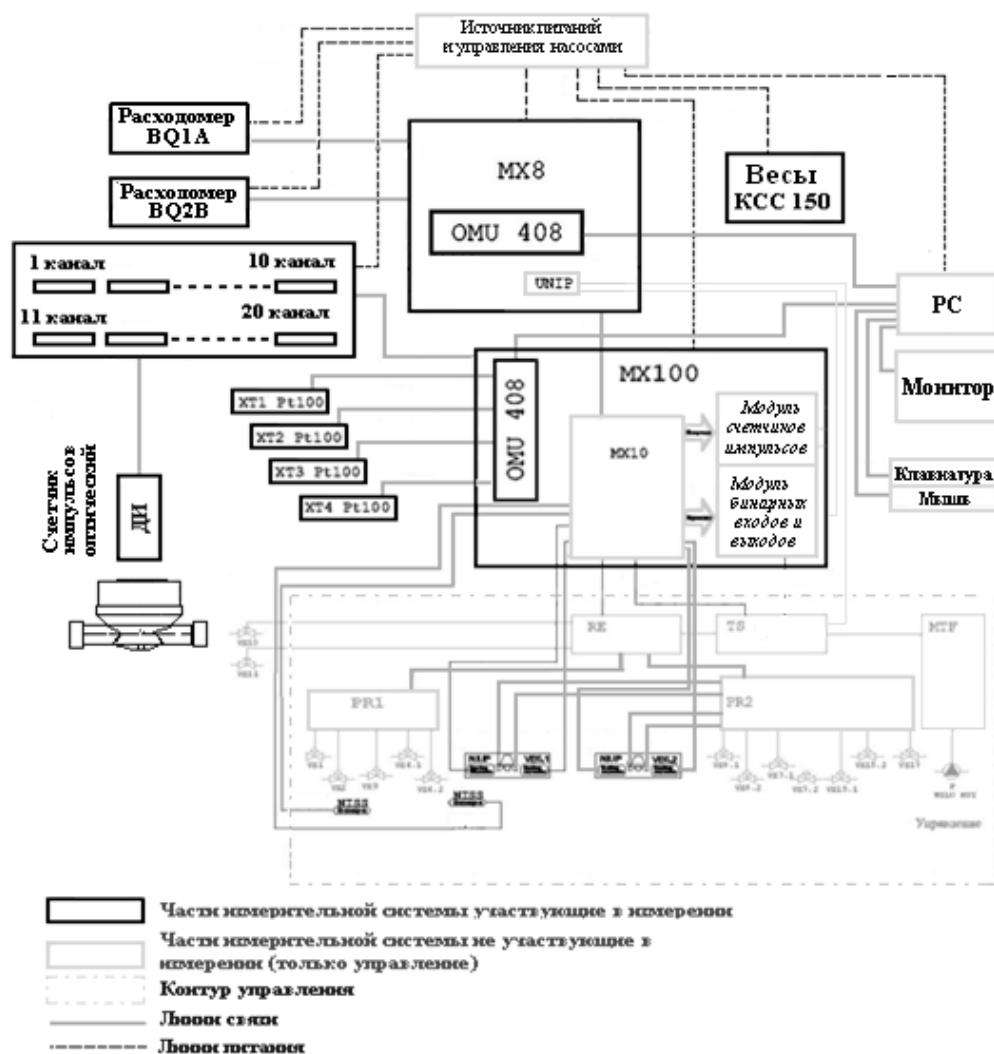 Источник питаний
и управления насосами
Расходомер
BQ1A
MX8
Весы
КСС 150
Расходомер
BQ2B
OMU 408
1 канал
10 канал
UNIP
11 канал
20 канал
PC
MX100
Монитор
OMU 408
XT1 Pt100
Модуль
счетчиков
импульсов
XT2 Pt100
MX10
XT3 Pt100
Клавиатура
XT4 Pt100
Модуль
бинарных
входов и
выходов
Мышь
Счетчик
импульсов
оптический
ДИ
RE
TS
MTF
PR1
PR2
Управление
Части измерительной системы участвующие в измерении
Части измерительной системы не участвующие в
измерении (только управление)
Контур управления
Линии связи
Линии питания